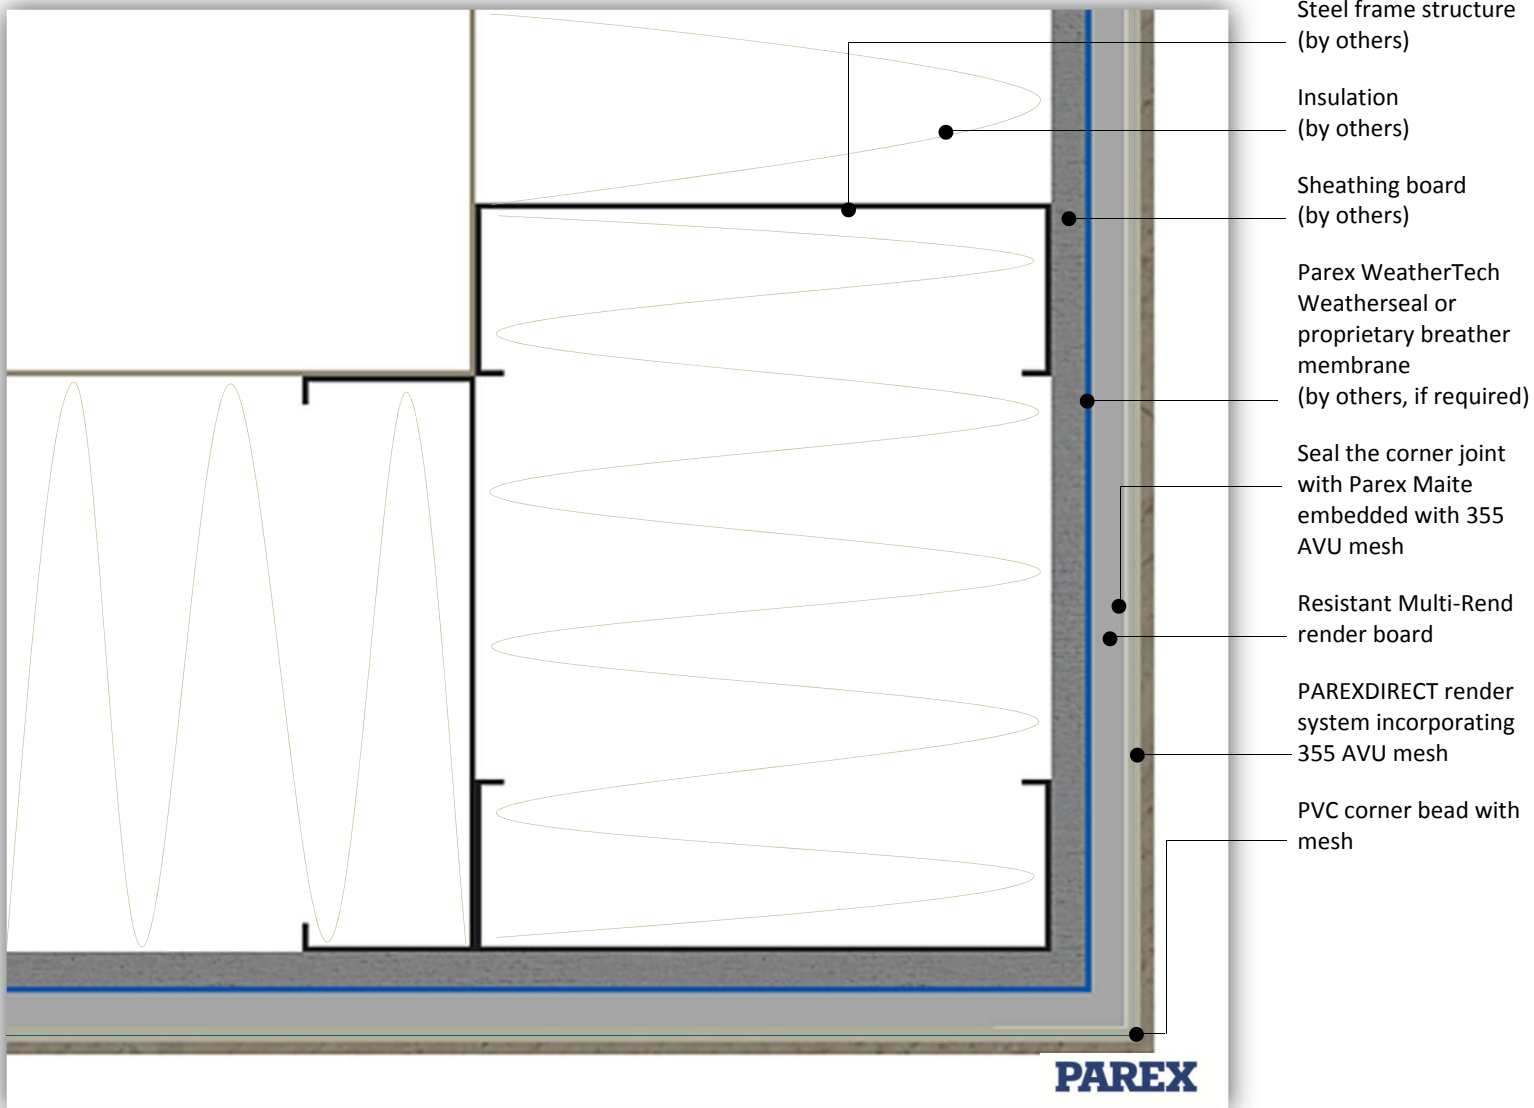 Steel frame structure
(by others)
Insulation
(by others)
Sheathing board
(by others)
Parex WeatherTech
Weatherseal or
proprietary breather
membrane
(by others, if required)
Seal the corner joint
with Parex Maite
embedded with 355
AVU mesh
Resistant Multi-Rend
render board
PAREXDIRECT render
system incorporating
355 AVU mesh
PVC corner bead with
mesh
PAREX